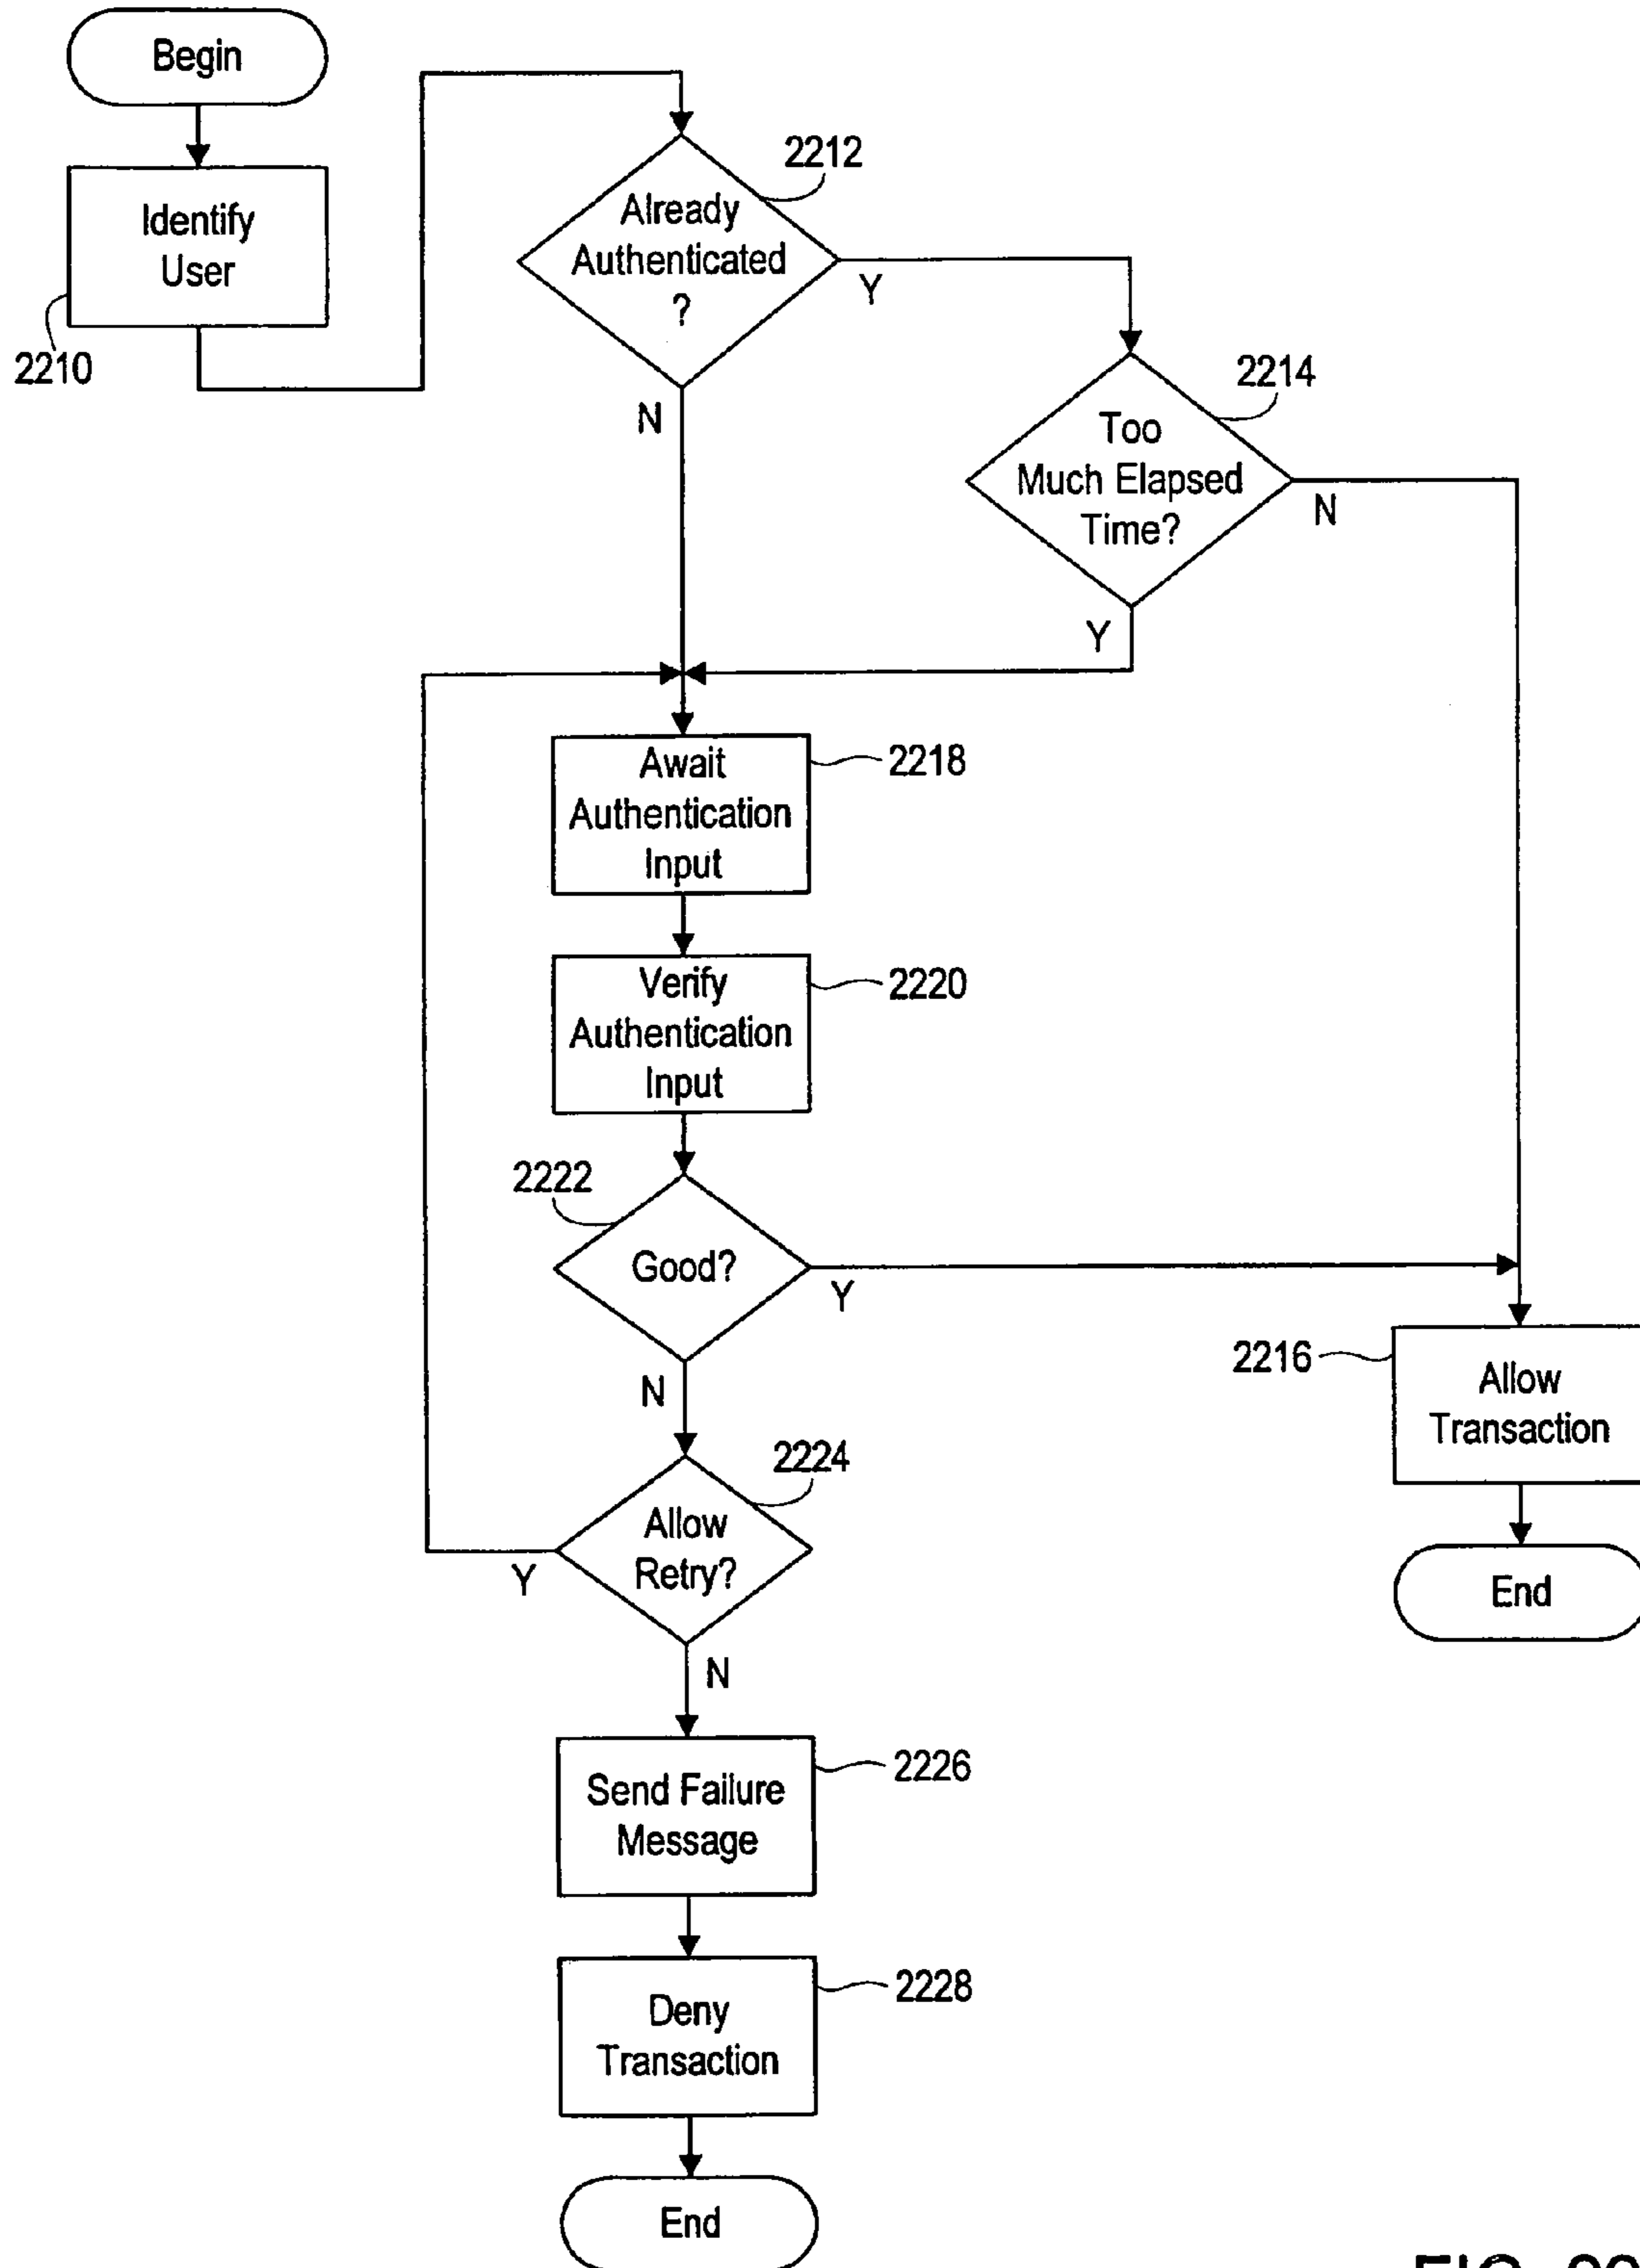 Begin
Identify
User
2210
2212
Already
Authenticated
?
Y
N
2214
Too
Much Elapsed
Time?
N
Y
Await
Authentication
Input
2218
Verify
Authentication
Input
2220
2222
Good?
Y
N
2216
Allow
Transaction
End
2224
Allow
Retry?
Y
N
Send Failure
Message
2226
Deny
Transaction
2228
End